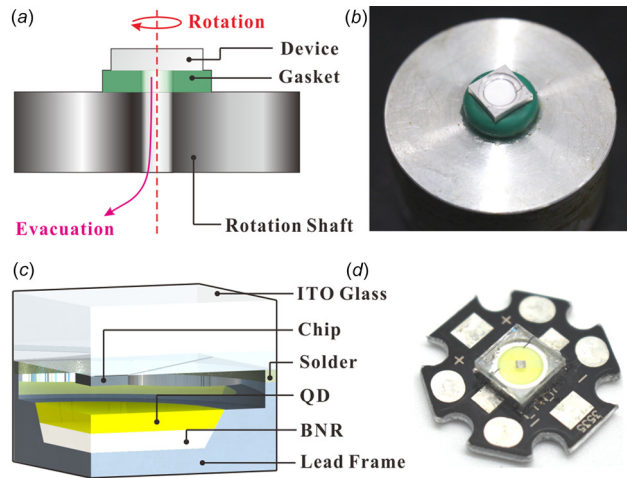 (a)
Rotation
Device
Gasket
Evacuation
Rotation Shaft
(b)
(c)
ITO Glass
Chip
Solder
QD
BNR
Lead Frame
(d)
+
+
3535